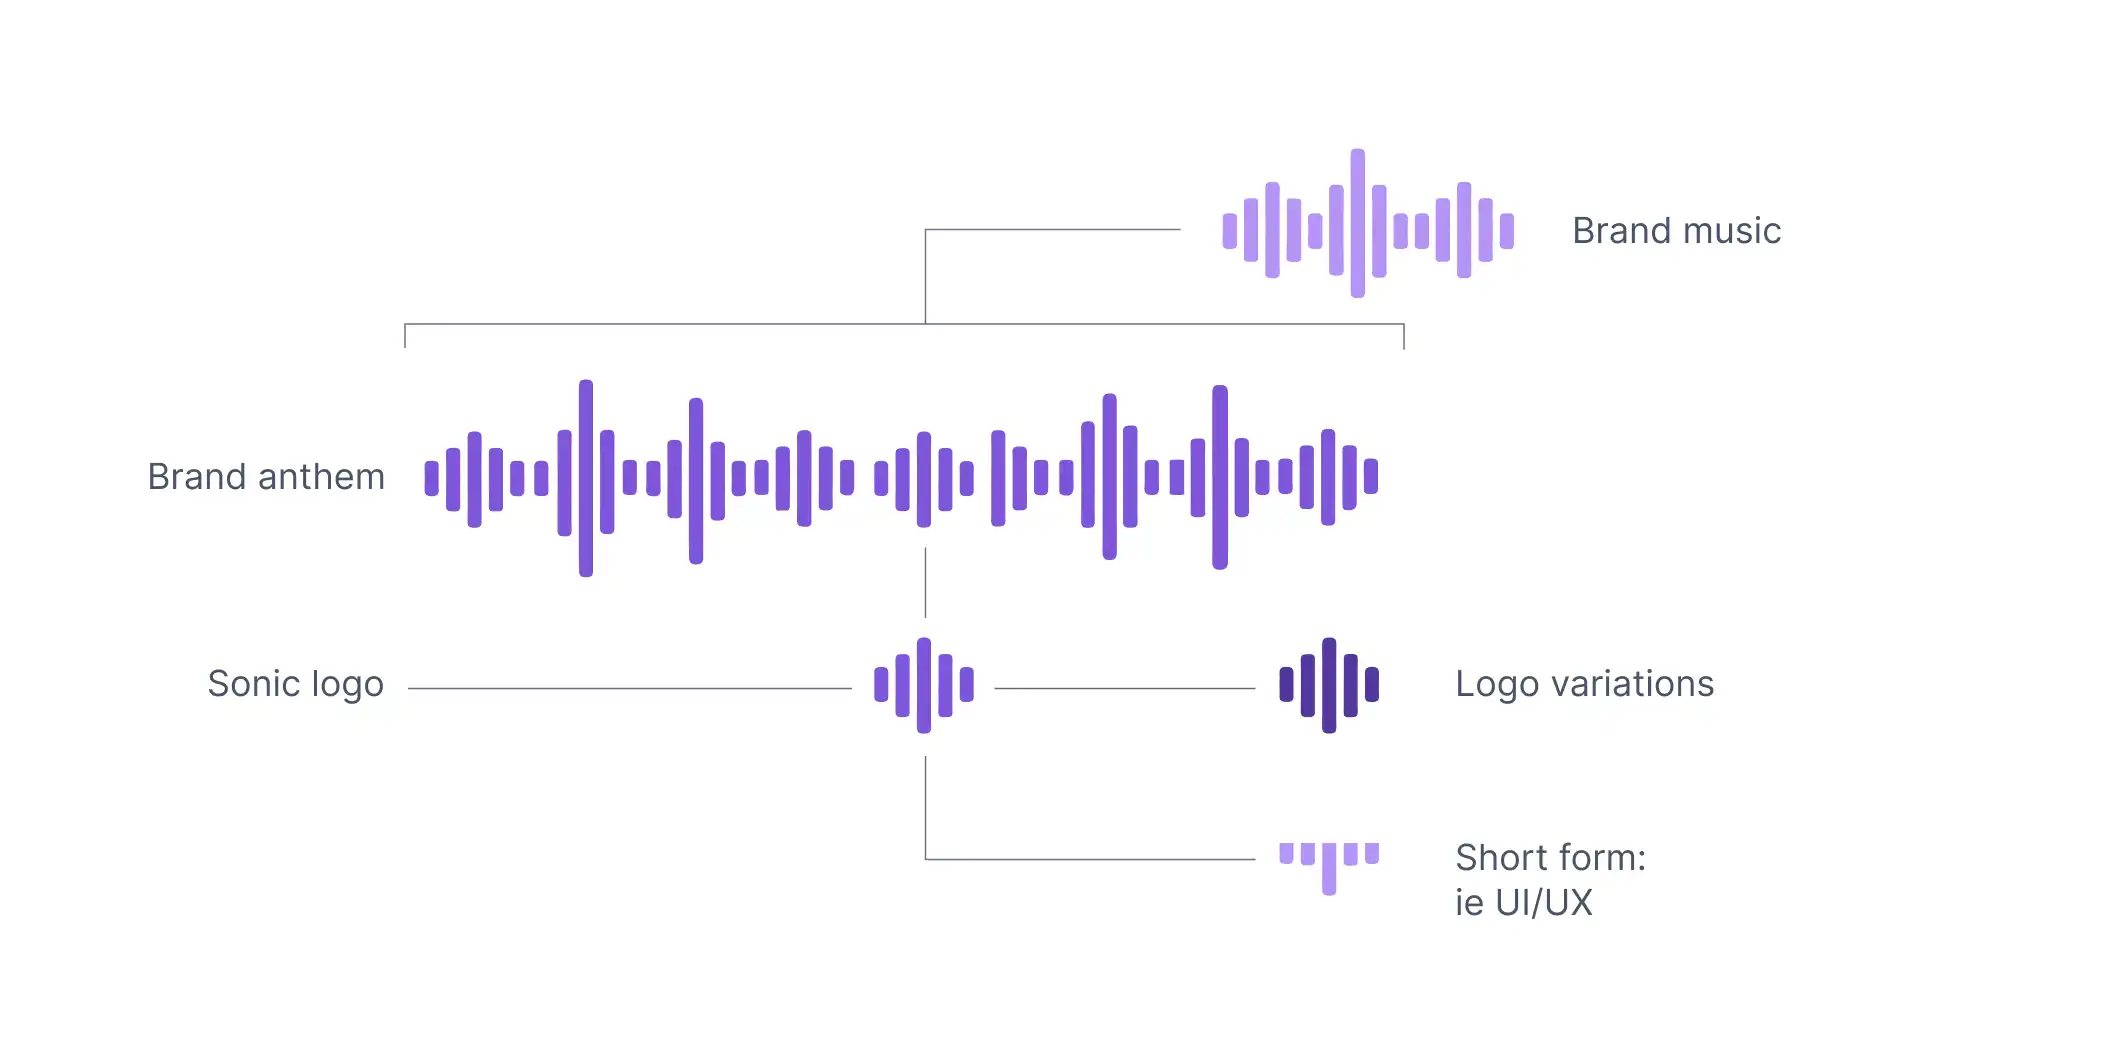 Brand music
Brand anthem
Sonic logo
Logo variations
Short form:
ie UI/UX